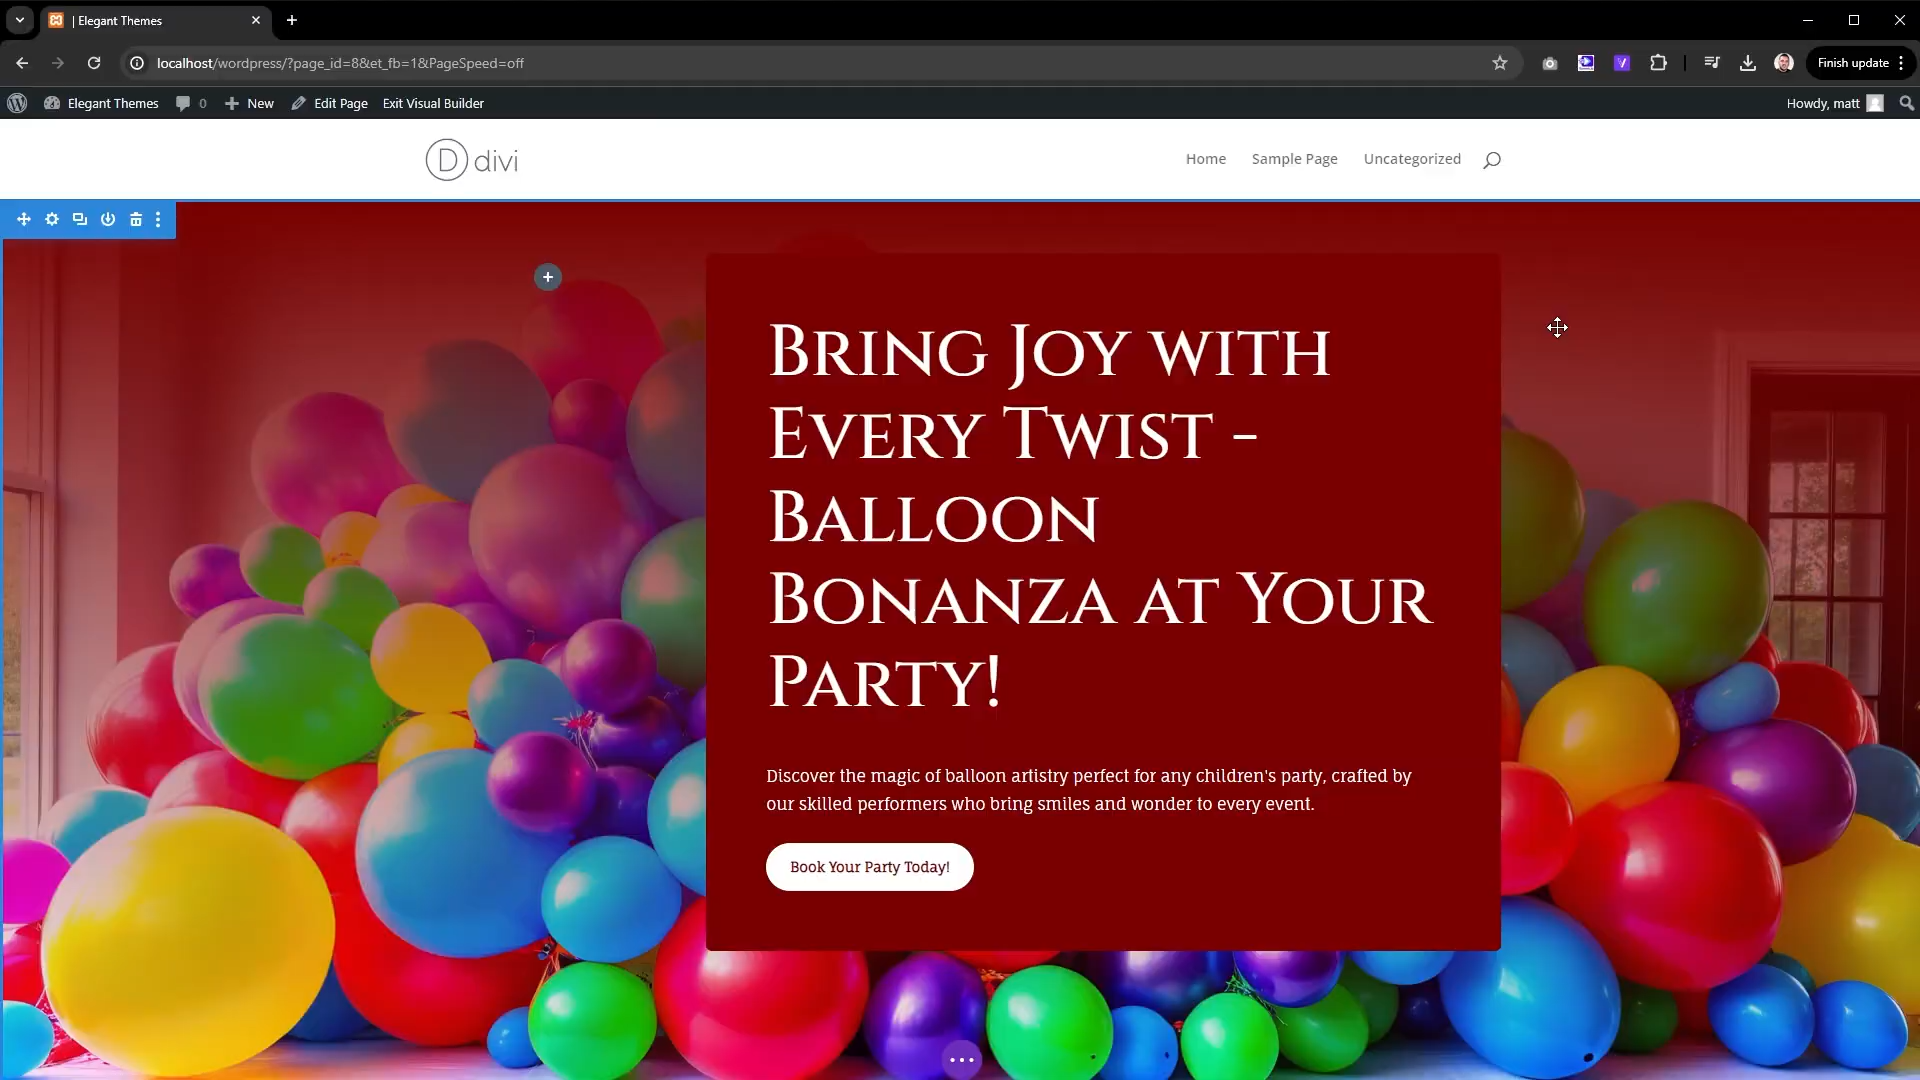 | Elegant Themes
localhost/wordpress/?page_id=8&et_fb=1&PageSpeed=off
Finish update
Elegant Themes
0
New
Edit Page
Exit Visual Builder
Howdy, matt
D divi
Home
Sample Page
Uncategorized
Bring Joy with
Every Twist -
Balloon
Bonanza at Your
Party!
Discover the magic of balloon artistry perfect for any children's party, crafted by
our skilled performers who bring smiles and wonder to every event.
Book Your Party Today!